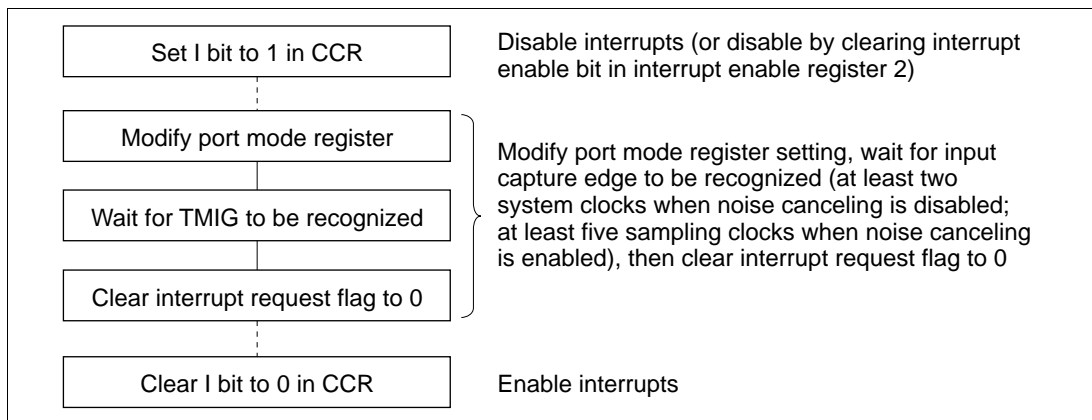 Set I bit to 1 in CCR
Disable interrupts (or disable by clearing interrupt
enable bit in interrupt enable register 2)
Modify port mode register
Wait for TMIG to be recognized
Clear interrupt request flag to 0
Modify port mode register setting, wait for input
capture edge to be recognized (at least two
system clocks when noise canceling is disabled;
at least five sampling clocks when noise canceling
is enabled), then clear interrupt request flag to 0
Clear I bit to 0 in CCR
Enable interrupts